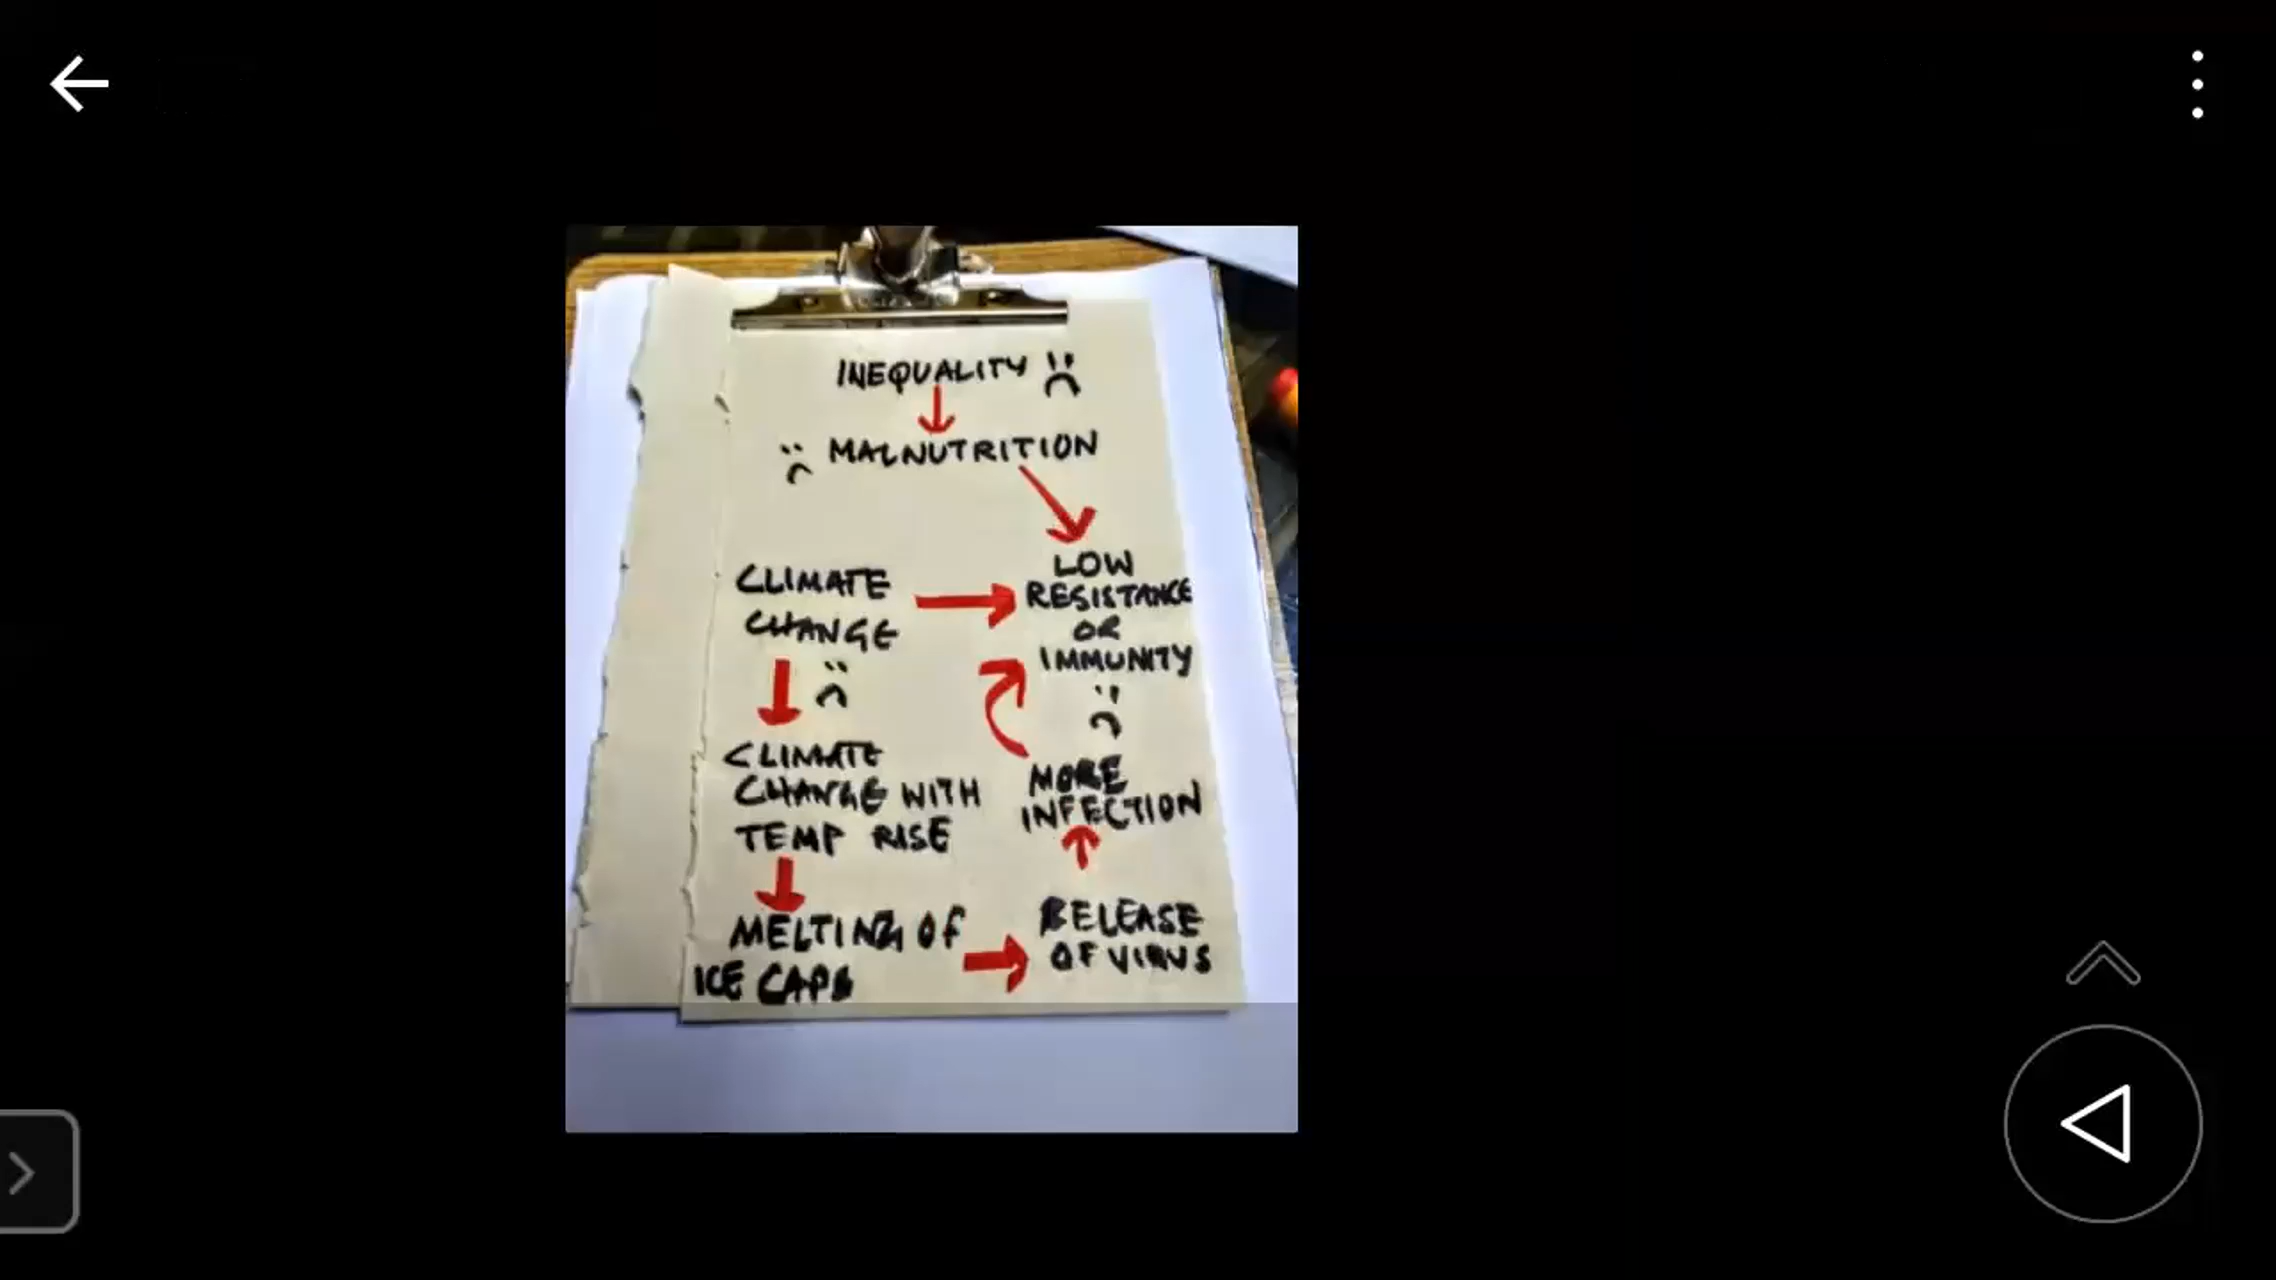 INEQUALITY
MALNUTRITION
CLIMATE
CHANGE
LOW
RESISTANCE
OR
IMMUNITY
CLIMATE
CHANGE WITH
TEMP RISE
MORE
INFECTION
MELTING OF
ICE CAPS
RELEASE
OF VIRUS